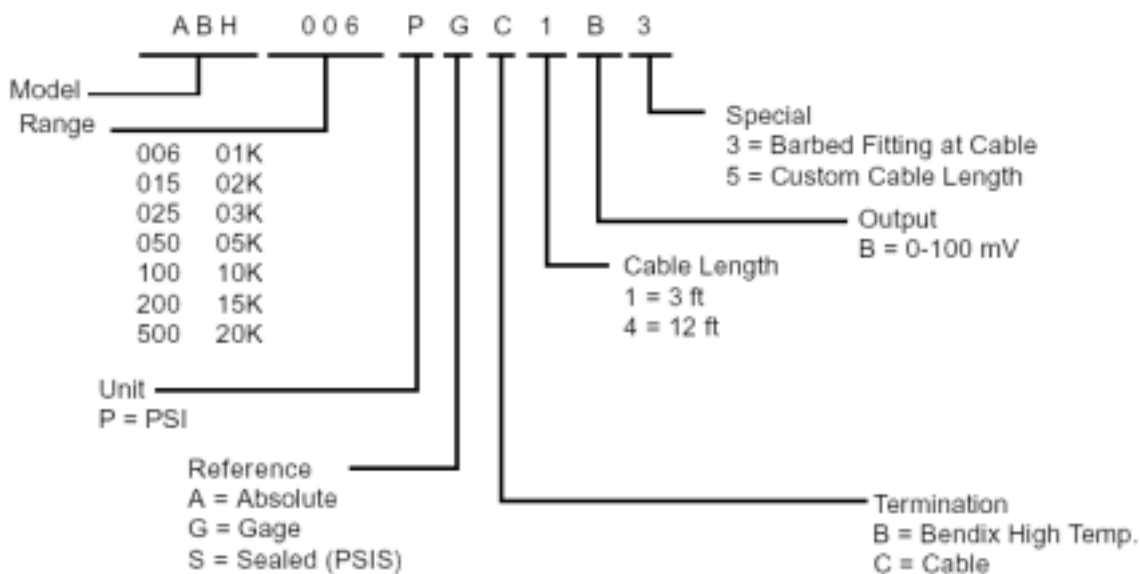 ABH 006 P G C 1 B 3
Model
Range
006 01K
015 02K
025 03K
050 05K
100 10K
200 15K
500 20K
Unit
P = PSI
Reference
A = Absolute
G = Gage
S = Sealed (PSIS)
Special
3 = Barbed Fitting at Cable
5 = Custom Cable Length
Output
B = 0-100 mV
Cable Length
1 = 3 ft
4 = 12 ft
Termination
B = Bendix High Temp.
C = Cable